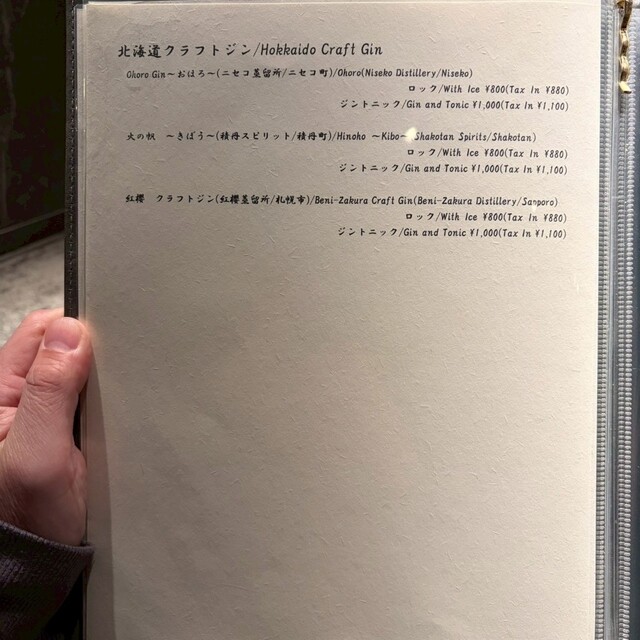 北海道クラフトジン/Hokkaido Craft Gin
Ohoro Gin〜おほろ〜(ニセコ蒸留所/ニセコ町)/Ohoro(Niseko Distillery/Niseko)
ロック/With Ice ¥800(Tax In ¥880)
ジントニック/Gin and Tonic ¥1,000(Tax In ¥1,100)
火の帆 〜きぼう〜(積丹スピリット/積丹町)/Hinoho 〜Kibo〜 Shakotan Spirits/Shakotan)
ロック/With Ice ¥800(Tax In ¥880)
ジントニック/Gin and Tonic ¥1,000(Tax In ¥1,100)
紅櫻 クラフトジン(紅櫻蒸留所/札幌市)/Beni-Zakura Craft Gin(Beni-Zakura Distillery/Sapporo)
ロック/With Ice ¥800(Tax In ¥880)
ジントニック/Gin and Tonic ¥1,000(Tax In ¥1,100)